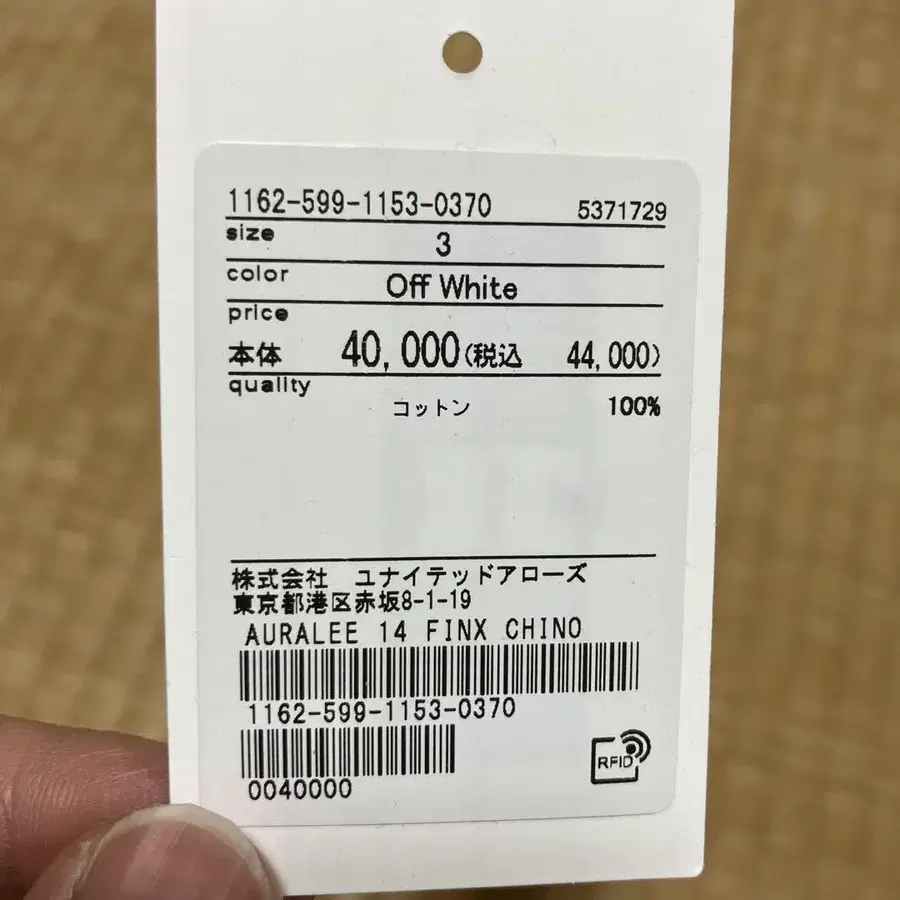 1162-599-1153-0370 5371729
size 3
color Off White
price
本体 40,000(税込 44,000)
quality
コットン 100%
株式会社 ユナイテッドアローズ
東京都港区赤坂8-1-19
AURALEE 14 FINX CHINO
1162-599-1153-0370
0040000
RFID